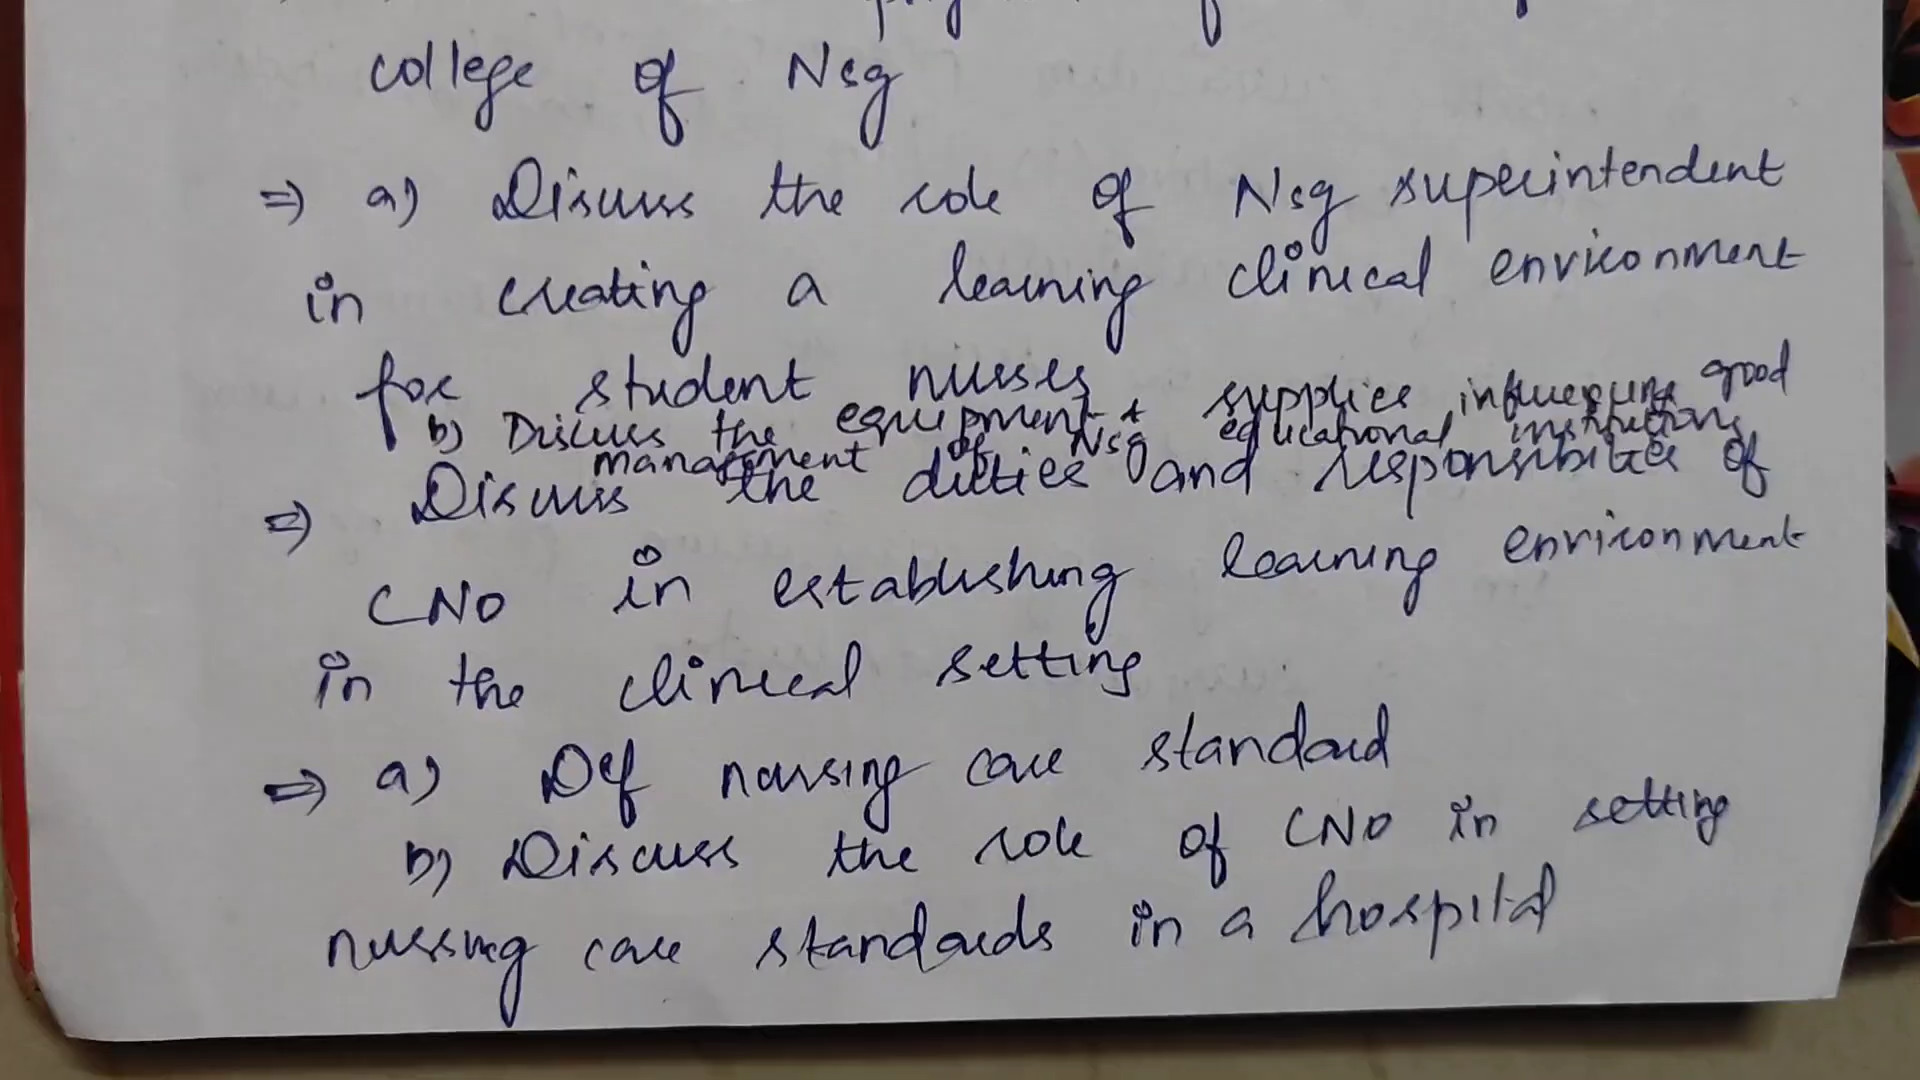 college of Nsg
⇒ a) Discuss the role of Nsg superintendent
in creating a learning clinical environment
for student nurses
b) Discuss the equipment & supplies influencing good
management of Nsg educational institutions
⇒ Discuss the duties and responsibilites of
CNO in establishing learning environment
in the clinical setting
⇒ a) Def nursing care standard
b) Discuss the role of CNO in setting
nursing care standards in a hospital